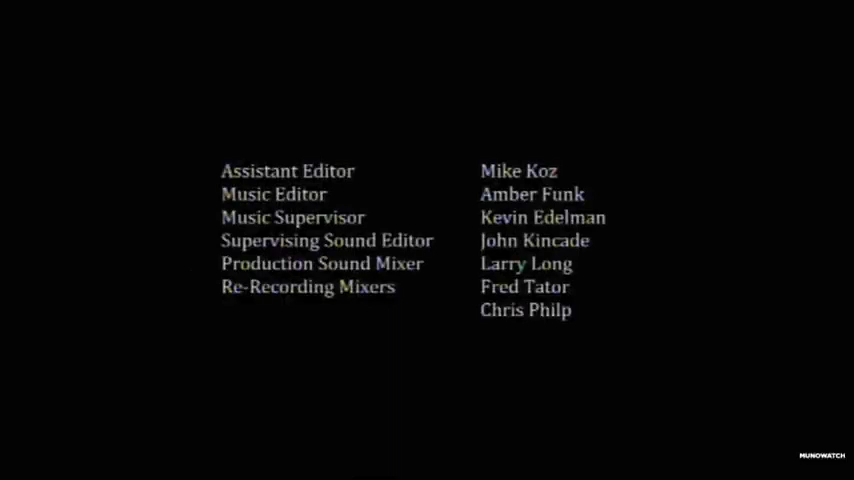 Assistant Editor Mike Koz
Music Editor Amber Funk
Music Supervisor Kevin Edelman
Supervising Sound Editor John Kincade
Production Sound Mixer Larry Long
Re-Recording Mixers Fred Tator
Chris Philp
MUNOWATCH